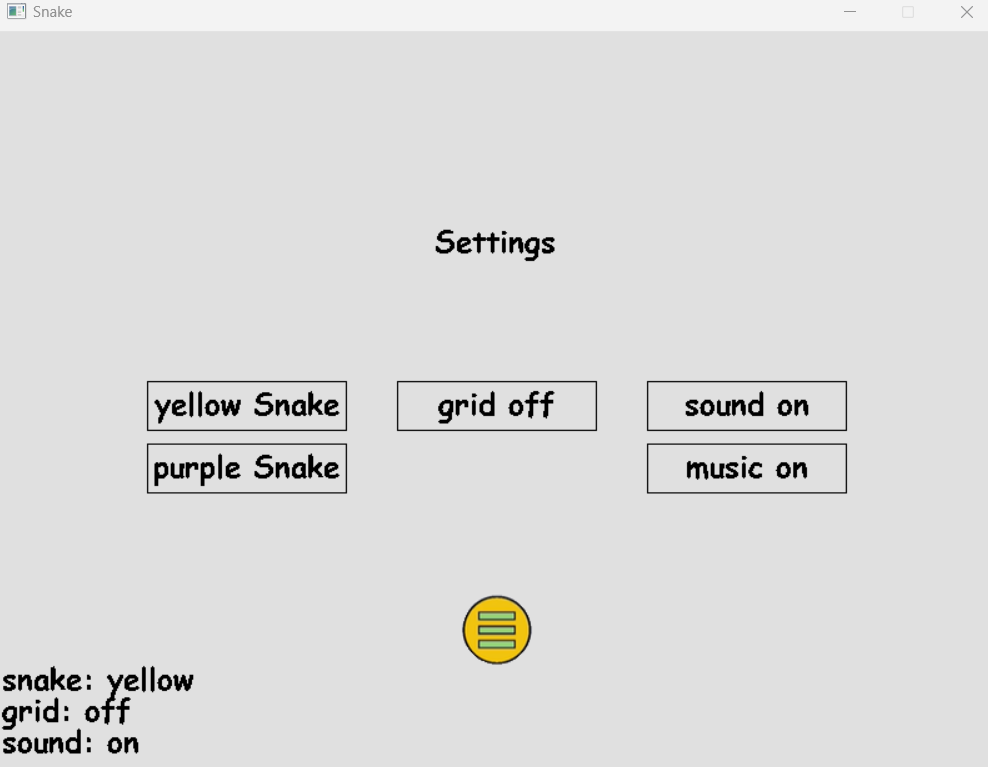 Snake
Settings
yellow Snake
grid off
sound on
purple Snake
music on
snake: yellow
grid: off
sound: on